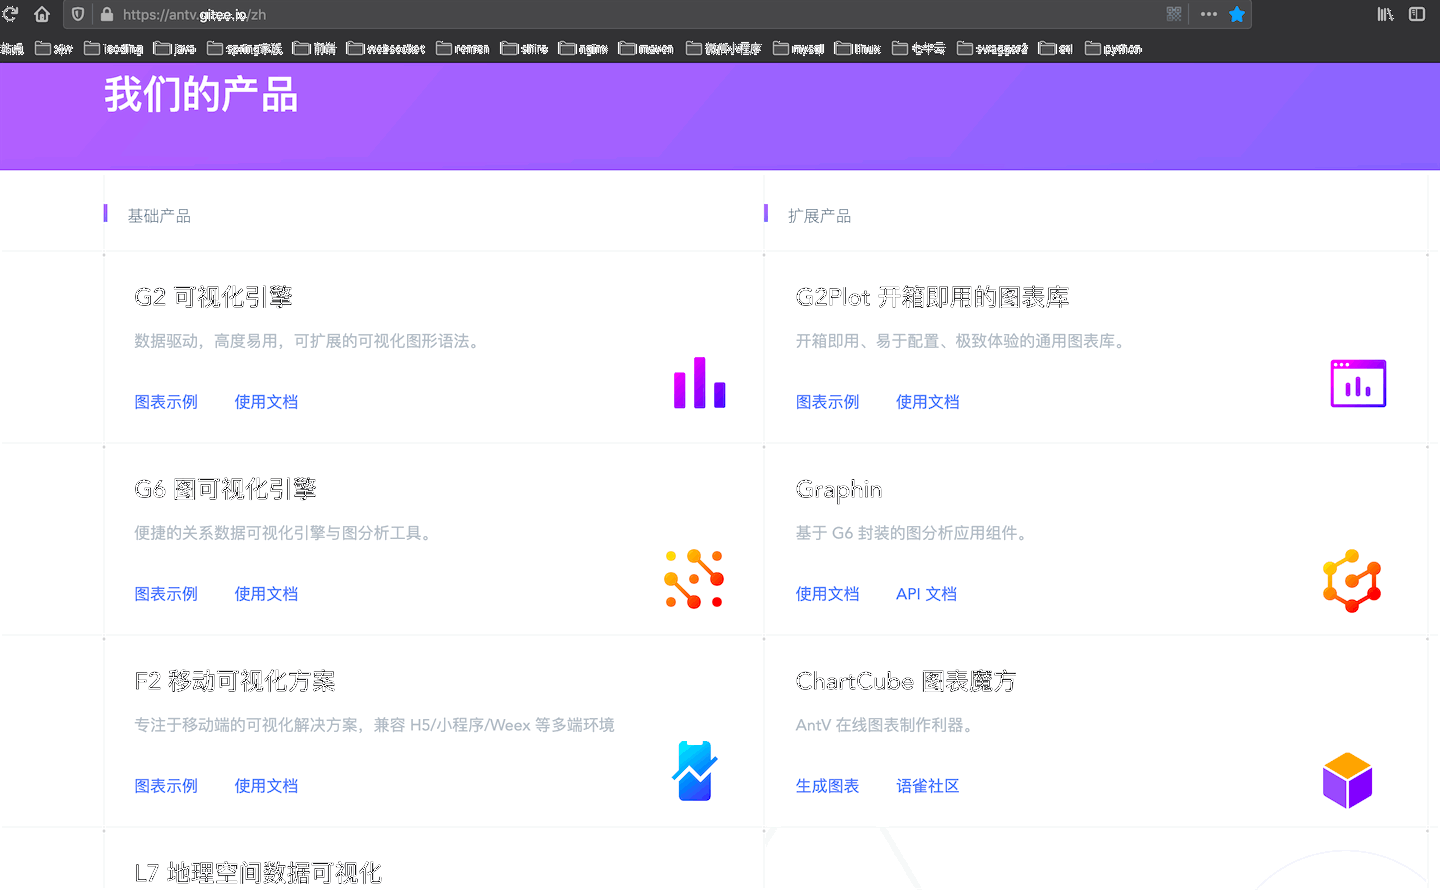 https://antv.gitee.io/zh
java
spring家族
前端
websocket
renren
shiro
nginx
maven
微信小程序
mysql
linux
七牛云
swagger2
python
我们的产品
基础产品
扩展产品
G2 可视化引擎
G2Plot 开箱即用的图表库
数据驱动，高度易用，可扩展的可视化图形语法。
开箱即用、易于配置、极致体验的通用图表库。
图表示例 使用文档
图表示例 使用文档
G6 图可视化引擎
Graphin
便捷的关系数据可视化引擎与图分析工具。
基于 G6 封装的图分析应用组件。
图表示例 使用文档
使用文档 API 文档
F2 移动可视化方案
ChartCube 图表魔方
专注于移动端的可视化解决方案，兼容 H5/小程序/Weex 等多端环境
AntV 在线图表制作利器。
图表示例 使用文档
生成图表 语雀社区
L7 地理空间数据可视化